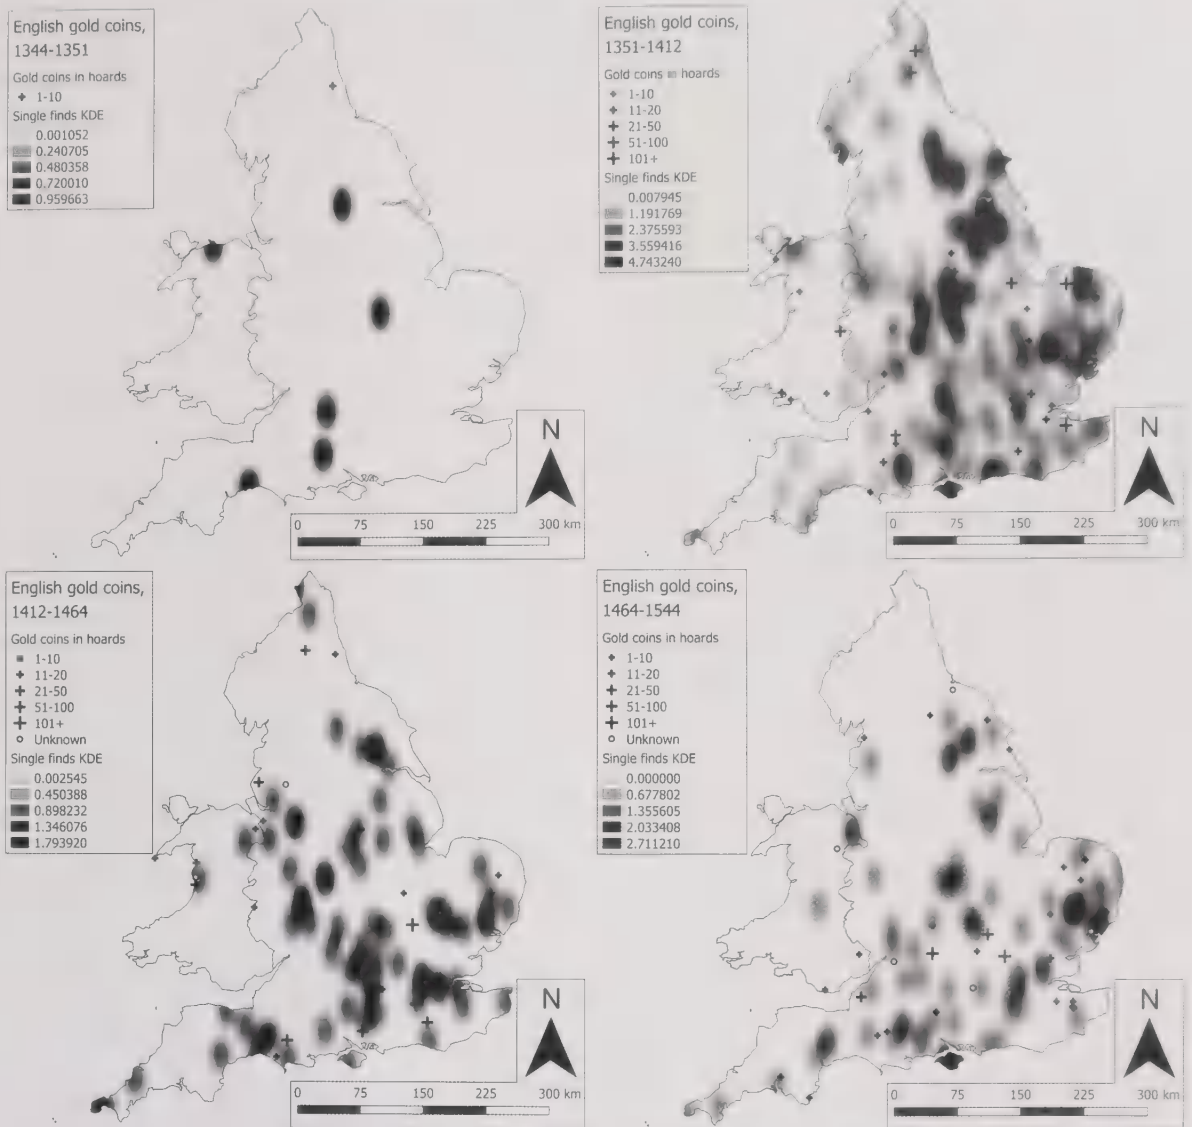 English gold coins,
1344-1351
Gold coins in hoards
1-10
Single finds KDE
0.001052
0.240705
0.480358
0.720010
0.959663
N
0 75 150 225 300 km
English gold coins,
1351-1412
Gold coins in hoards
1-10
11-20
21-50
51-100
101+
Single finds KDE
0.007945
1.191769
2.375593
3.559416
4.743240
N
0 75 150 225 300 km
English gold coins,
1412-1464
Gold coins in hoards
1-10
11-20
21-50
51-100
101+
Unknown
Single finds KDE
0.002545
0.450388
0.898232
1.346076
1.793920
N
0 75 150 225 300 km
English gold coins,
1464-1544
Gold coins in hoards
1-10
11-20
21-50
51-100
101+
Unknown
Single finds KDE
0.000000
0.677802
1.355605
2.033408
2.711210
N
0 75 150 225 300 km